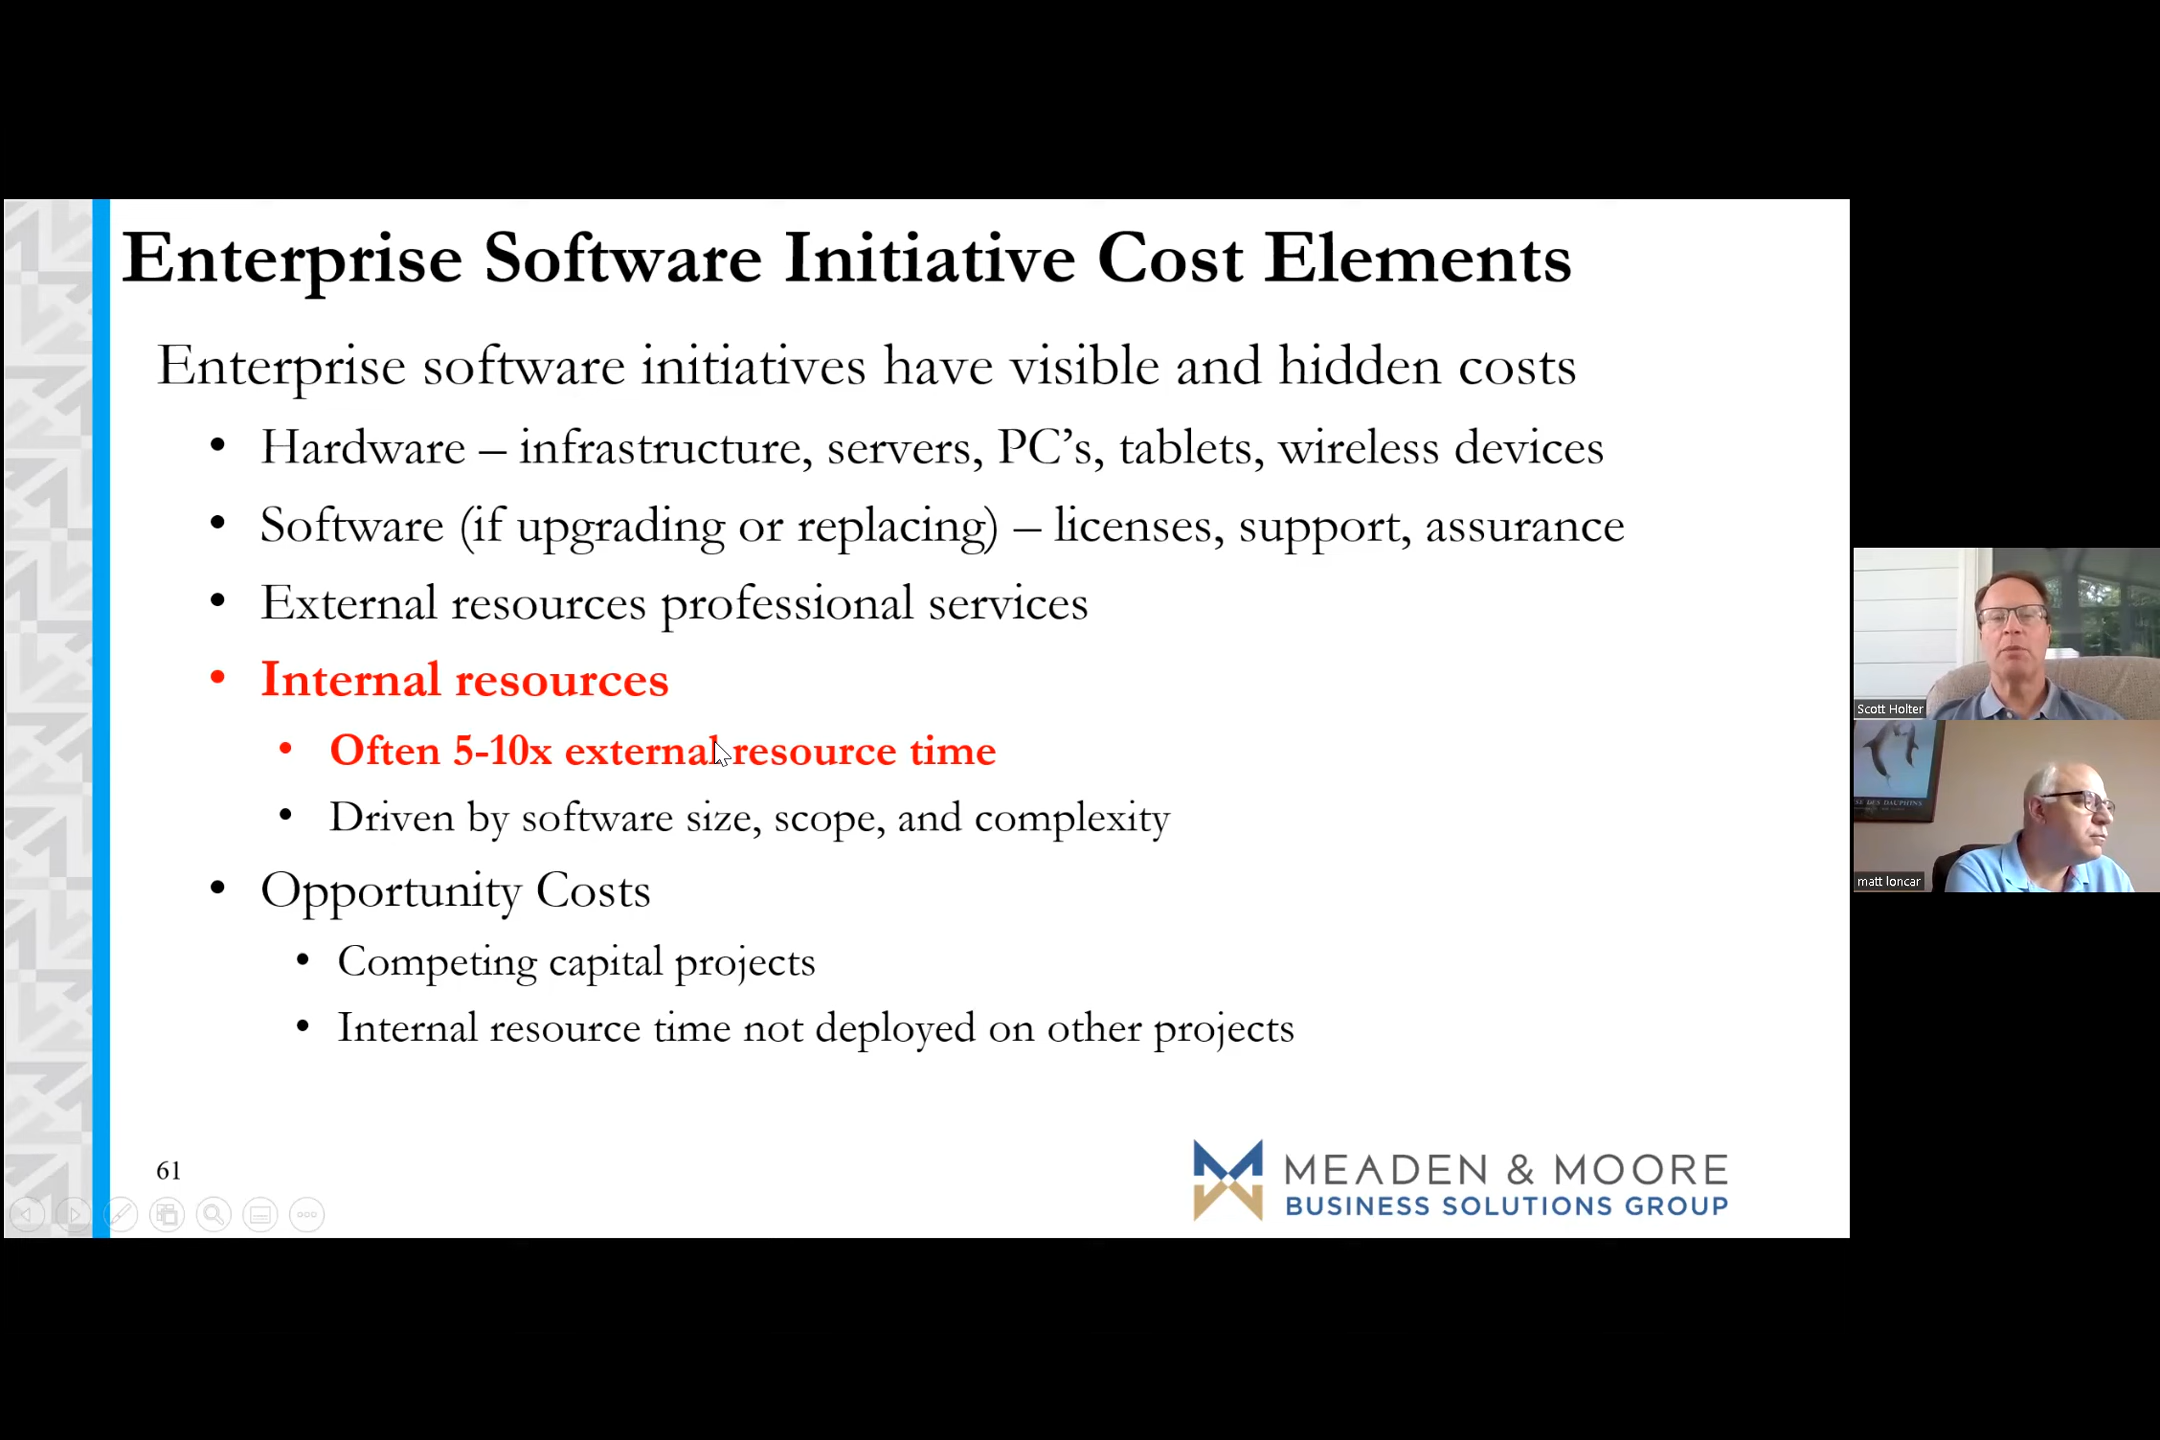 Enterprise Software Initiative Cost Elements
Enterprise software initiatives have visible and hidden costs
• Hardware – infrastructure, servers, PC’s, tablets, wireless devices
• Software (if upgrading or replacing) – licenses, support, assurance
• External resources professional services
• Internal resources
• Often 5-10x external resource time
• Driven by software size, scope, and complexity
• Opportunity Costs
• Competing capital projects
• Internal resource time not deployed on other projects
61
MEADEN & MOORE
BUSINESS SOLUTIONS GROUP
Scott Holter
DES DAUPHINS
matt loncar